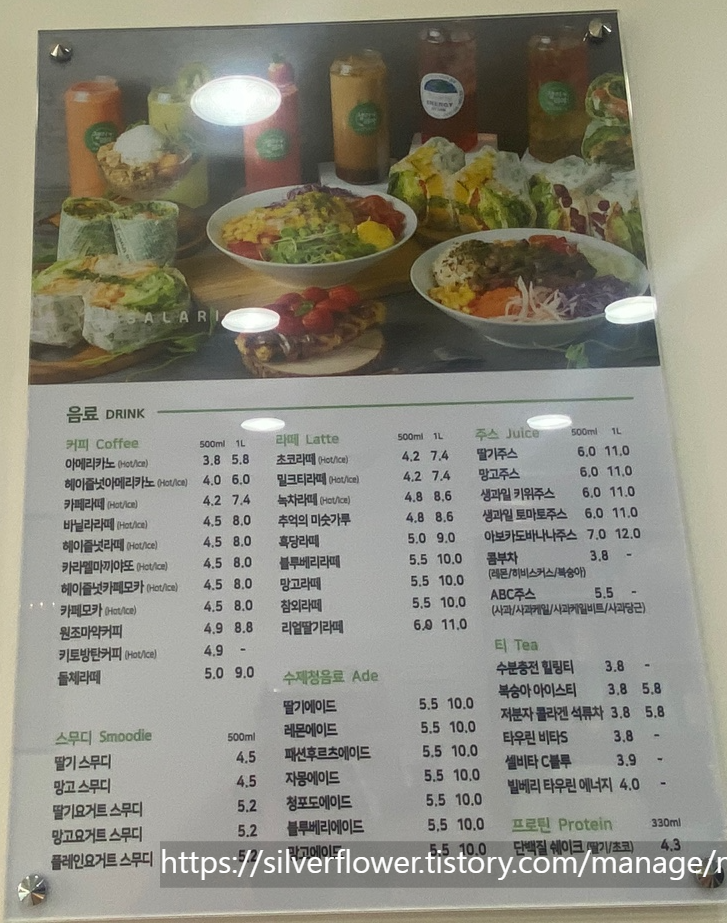 ENERGY
SALARI
음료 DRINK
커피 Coffee 500ml 1L
아메리카노 (Hot/Ice) 3.8 5.8
헤이즐넛아메리카노 (Hot/Ice) 4.0 6.0
카페라떼 (Hot/Ice) 4.2 7.4
바닐라라떼 (Hot/Ice) 4.5 8.0
헤이즐넛라떼 (Hot/Ice) 4.5 8.0
카라멜마끼야또 (Hot/Ice) 4.5 8.0
헤이즐넛카페모카 (Hot/Ice) 4.5 8.0
카페모카 (Hot/Ice) 4.5 8.0
원조마약커피 4.9 8.8
키토방탄커피 (Hot/Ice) 4.9 -
돌체라떼 5.0 9.0
스무디 Smoodie 500ml
딸기 스무디 4.5
망고 스무디 4.5
딸기요거트 스무디 5.2
망고요거트 스무디 5.2
플레인요거트 스무디 5.2
라떼 Latte 500ml 1L
초코라떼 (Hot/Ice) 4.2 7.4
밀크티라떼 (Hot/Ice) 4.2 7.4
녹차라떼 (Hot/Ice) 4.8 8.6
추억의 미숫가루 4.8 8.6
흑당라떼 5.0 9.0
블루베리라떼 5.5 10.0
망고라떼 5.5 10.0
참외라떼 5.5 10.0
리얼딸기라떼 6.0 11.0
수제청음료 Ade
딸기에이드 5.5 10.0
레몬에이드 5.5 10.0
패션후르츠에이드 5.5 10.0
자몽에이드 5.5 10.0
청포도에이드 5.5 10.0
블루베리에이드 5.5 10.0
망고에이드 5.5 10.0
주스 Juice 500ml 1L
딸기주스 6.0 11.0
망고주스 6.0 11.0
생과일 키위주스 6.0 11.0
생과일 토마토주스 6.0 11.0
아보카도바나나주스 7.0 12.0
콤부차 3.8 -
(레몬/히비스커스/복숭아)
ABC주스 5.5 -
(사과/사과케일/사과케일비트/사과당근)
티 Tea
수분충전 힐링티 3.8 -
복숭아 아이스티 3.8 5.8
저분자 콜라겐 석류차 3.8 5.8
타우린 비타S 3.8 -
셀비타 C블루 3.9 -
빌베리 타우린 에너지 4.0 -
프로틴 Protein 330ml
단백질 쉐이크 (딸기/초코) 4.3
https://silverflower.tistory.com/manage/